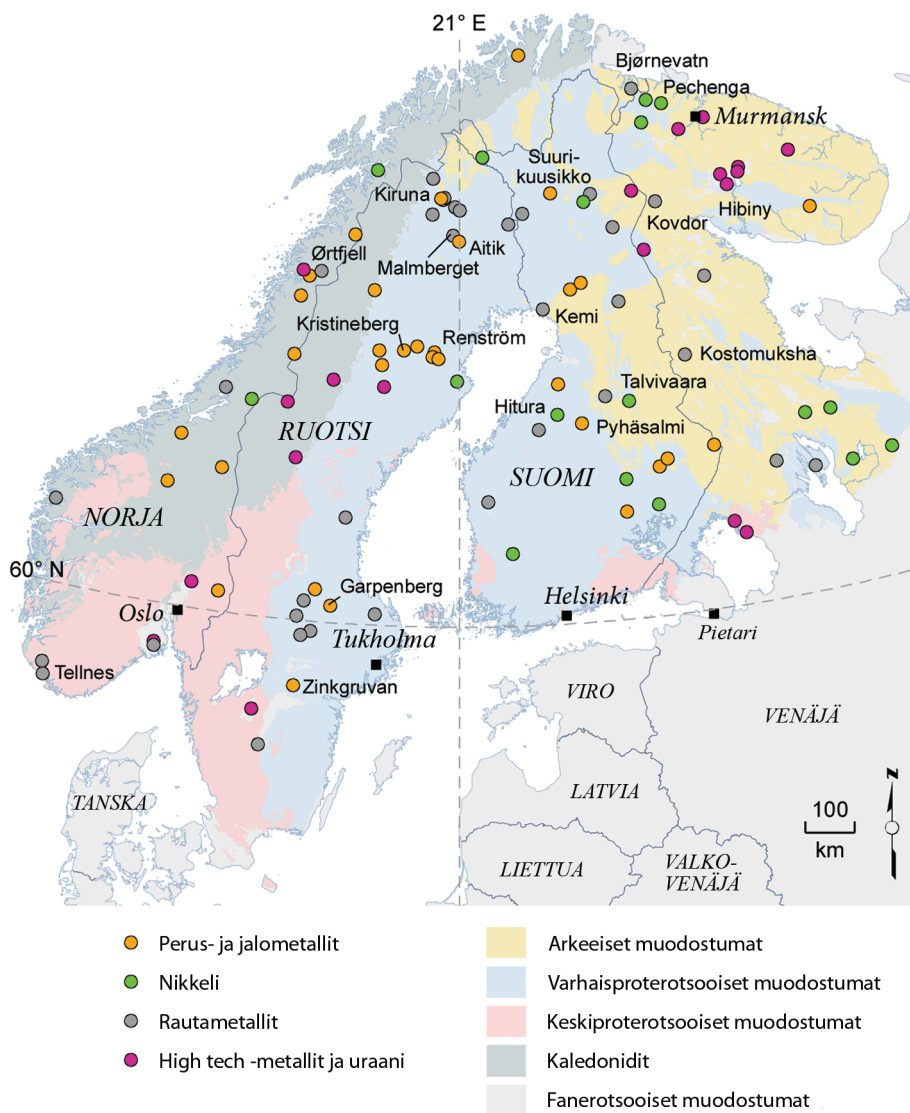 21° E
Bjørnevatn
Pechenga
Murmansk
Suuri-
kuusikko
Kiruna
Hibiny
Kovdor
Ørtfjell
Aitik
Malmberget
Kemi
Kristineberg
Renström
Kostomuksha
Talvivaara
Hitura
Pyhäsalmi
RUOTSI
SUOMI
NORJA
60° N
Garpenberg
Helsinki
Oslo
Tukholma
Pietari
Tellnes
Zinkgruvan
VIRO
VENÄJÄ
TANSKA
LATVIA
N
100
km
LIETTUA
VALKO-
VENÄJÄ
Perus- ja jalometallit
Nikkeli
Rautametallit
High tech -metallit ja uraani
Arkeeiset muodostumat
Varhaisproterotsooiset muodostumat
Keskiproterotsooiset muodostumat
Kaledonidit
Fanerotsooiset muodostumat